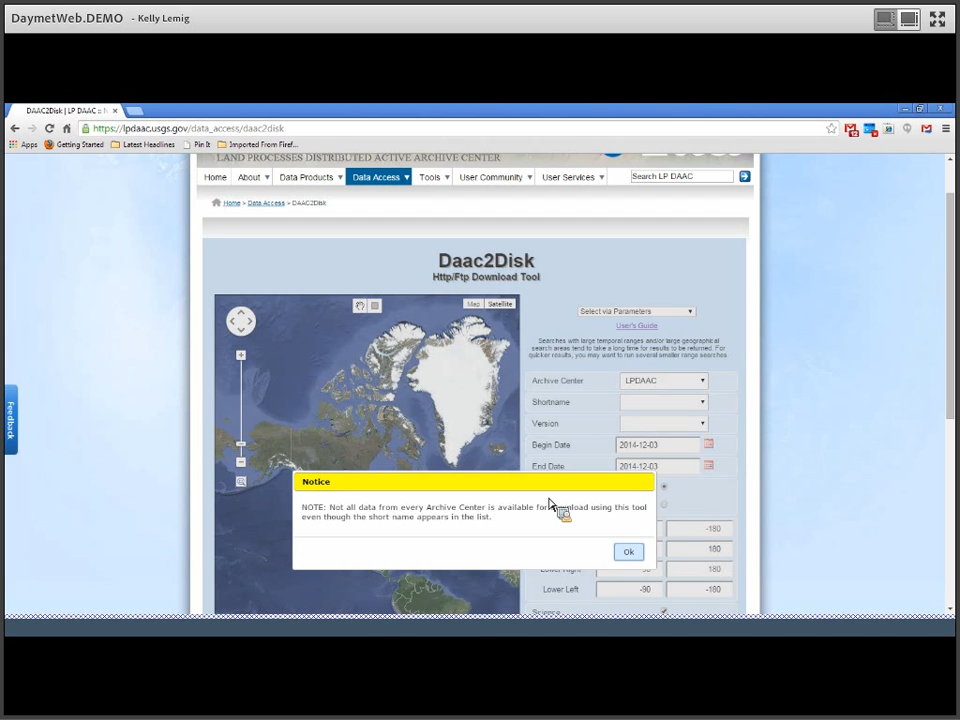 DaymetWeb.DEMO - Kelly Lemig
DAAC2Disk | LP DAAC ::
https://lpdaac.usgs.gov/data_access/daac2disk
Apps Getting Started Latest Headlines Pin It Imported From Firef...
LAND PROCESSES DISTRIBUTED ACTIVE ARCHIVE CENTER
Home About Data Products Data Access Tools User Community User Services Search LP DAAC
Home > Data Access > DAAC2Disk
Daac2Disk
Http/Ftp Download Tool
Map Satellite
Select via Parameters
User's Guide
Searches with large temporal ranges and/or large geographical
search areas tend to take a long time for results to be returned. For
quicker results, you may want to run several smaller range searches.
Archive Center LPDAAC
Shortname
Version
Begin Date 2014-12-03
End Date 2014-12-03
Feedback
Notice
NOTE: Not all data from every Archive Center is available for download using this tool
even though the short name appears in the list.
Ok
-180
180
Lower Right -90 180
Lower Left -90 -180
Science